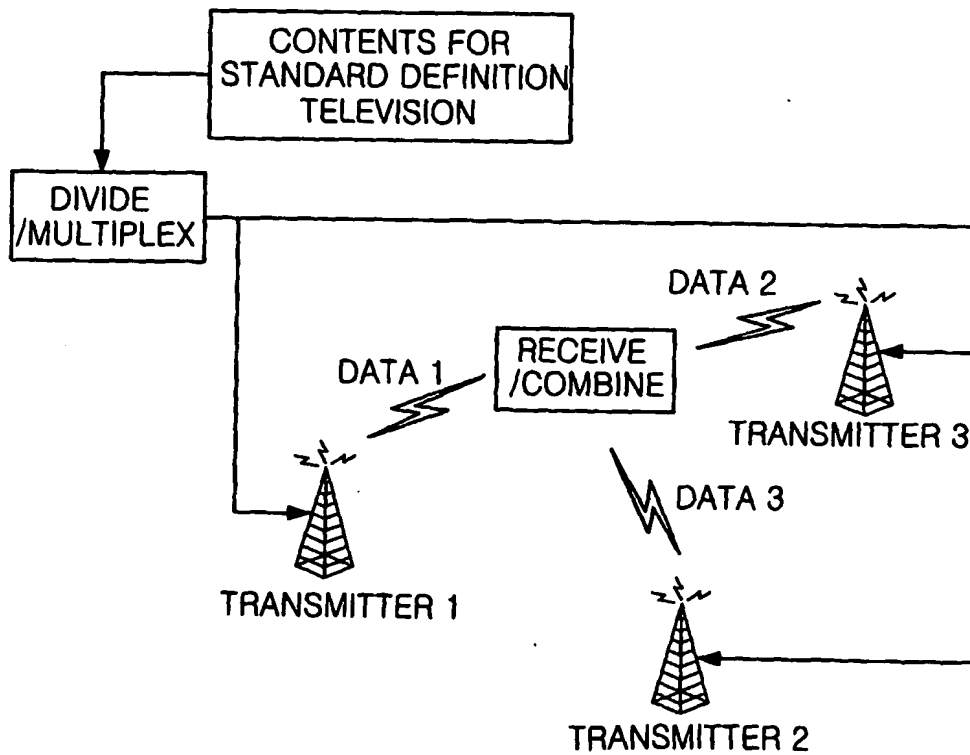 CONTENTS FOR
STANDARD DEFINITION
TELEVISION
DIVIDE
/MULTIPLEX
DATA 2
RECEIVE
/COMBINE
DATA 1
TRANSMITTER 3
DATA 3
TRANSMITTER 1
TRANSMITTER 2